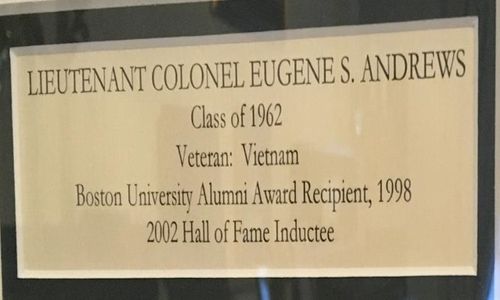 LIEUTENANT COLONEL EUGENE S. ANDREWS
Class of 1962
Veteran: Vietnam
Boston University Alumni Award Recipient, 1998
2002 Hall of Fame Inductee